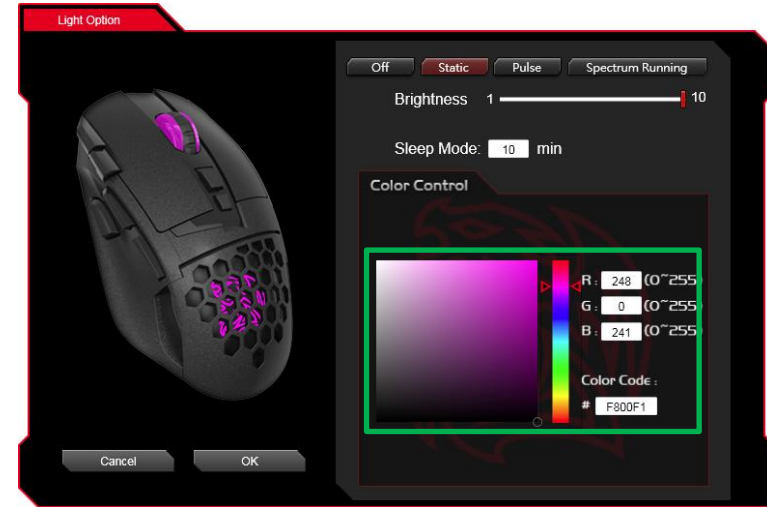 Light Option
Off Static Pulse Spectrum Running
Brightness 1 10
Sleep Mode: 10 min
Color Control
R : 248 (0~255)
G : 0 (0~255)
B : 241 (0~255)
Color Code :
# F800F1
Cancel OK